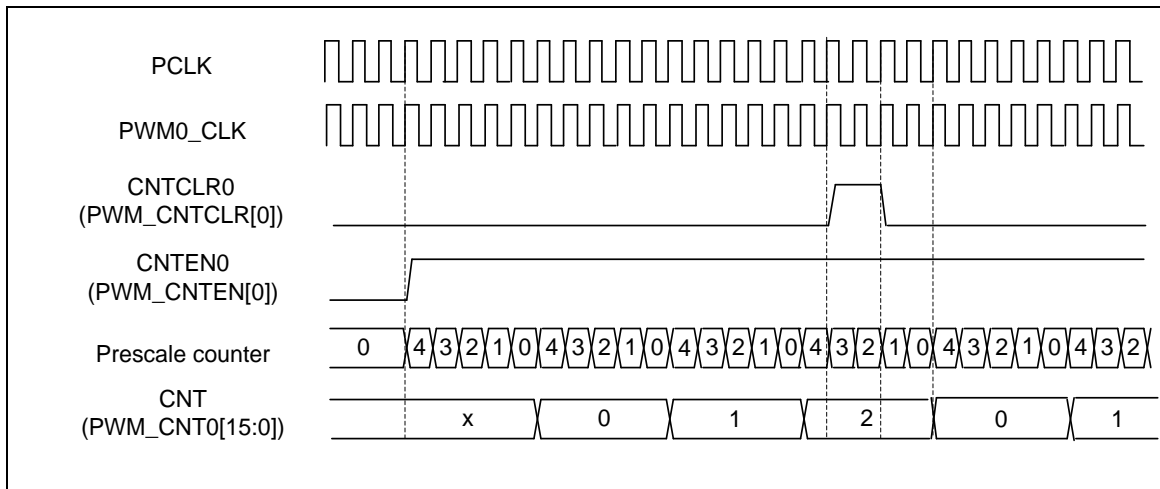 PCLK
PWM0_CLK
CNTCLR0
(PWM_CNTCLR[0])
CNTEN0
(PWM_CNTEN[0])
Prescale counter 0 4 3 2 1 0 4 3 2 1 0 4 3 2 1 0 4 3 2 1 0 4 3 2 1 0 4 3 2
CNT
(PWM_CNT0[15:0]) x 0 1 2 0 1